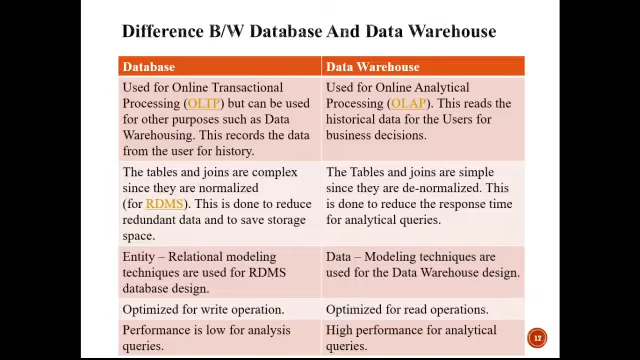 Difference B/W Database And Data Warehouse
Database
Data Warehouse
Used for Online Transactional
Processing (OLTP) but can be used
for other purposes such as Data
Warehousing. This records the data
from the user for history.
Used for Online Analytical
Processing (OLAP). This reads the
historical data for the Users for
business decisions.
The tables and joins are complex
since they are normalized
(for RDMS). This is done to reduce
redundant data and to save storage
space.
The Tables and joins are simple
since they are de-normalized. This
is done to reduce the response time
for analytical queries.
Entity – Relational modeling
techniques are used for RDMS
database design.
Data – Modeling techniques are
used for the Data Warehouse design.
Optimized for write operation.
Optimized for read operations.
Performance is low for analysis
queries.
High performance for analytical
queries.
17